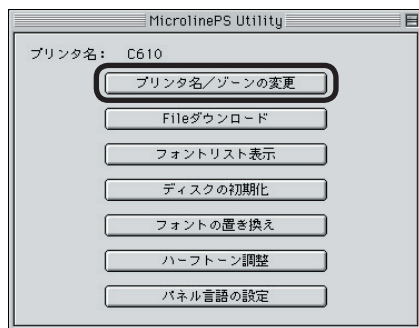 MicrolinePS Utility
プリンタ名： C610
プリンタ名／ゾーンの変更
Fileダウンロード
フォントリスト表示
ディスクの初期化
フォントの置き換え
ハーフトーン調整
パネル言語の設定